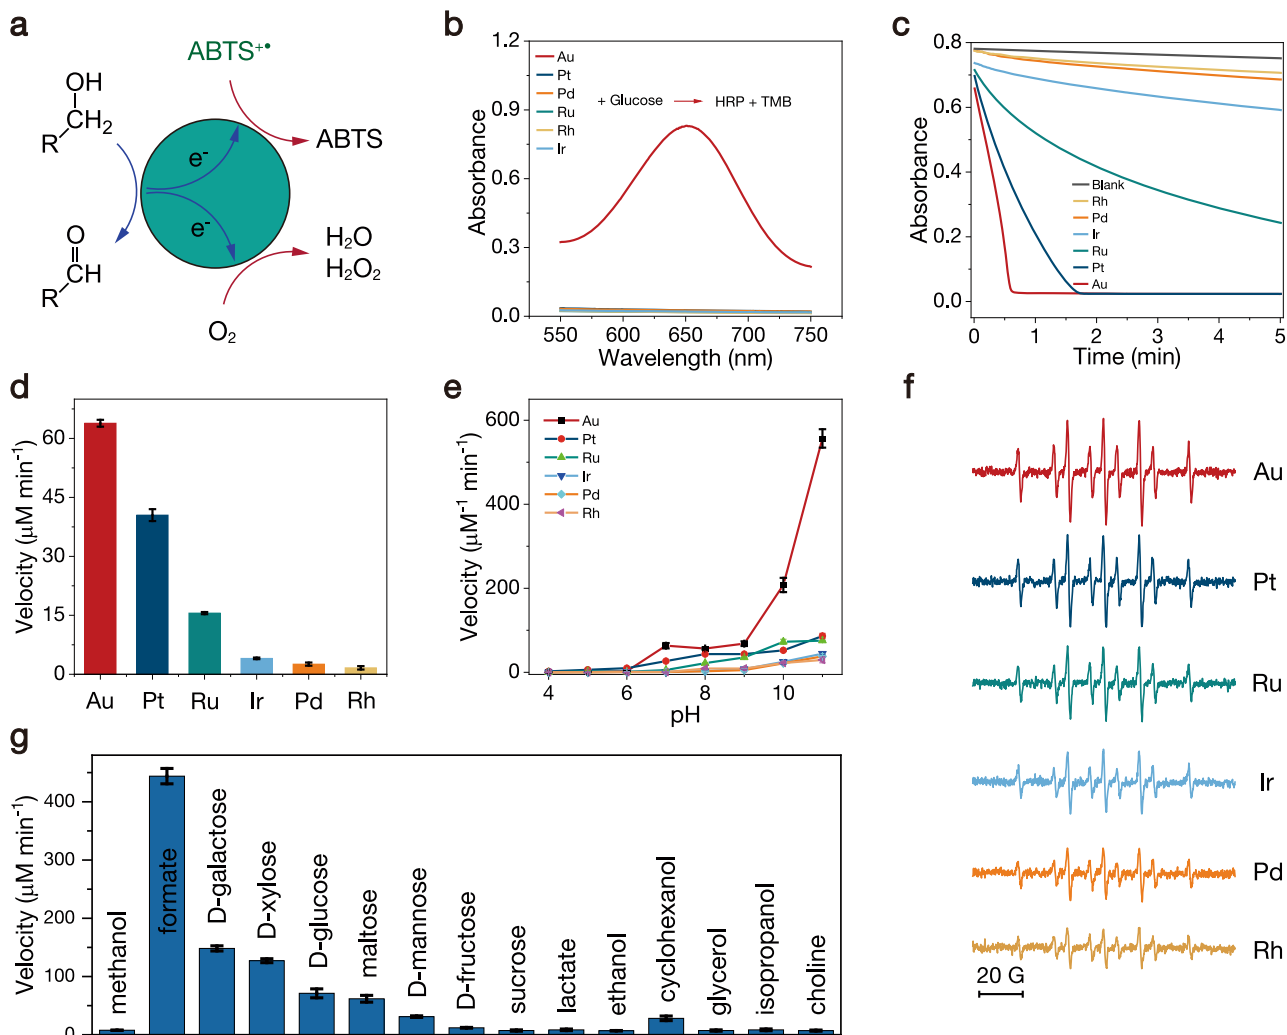 a
ABTS⁺•
OH
CH₂
R
ABTS
e⁻
e⁻
O
CH
R
H₂O
H₂O₂
O₂
b
1.2
0.9
0.6
0.3
0.0
Absorbance
Au
Pt
Pd
Ru
Rh
Ir
+ Glucose → HRP + TMB
550 600 650 700 750
Wavelength (nm)
c
0.8
0.6
0.4
0.2
0.0
Absorbance
Blank
Rh
Pd
Ir
Ru
Pt
Au
0 1 2 3 4 5
Time (min)
d
60
45
30
15
0
Velocity (μM min⁻¹)
Au Pt Ru Ir Pd Rh
e
600
400
200
0
Velocity (μM⁻¹ min⁻¹)
Au
Pt
Ru
Ir
Pd
Rh
4 6 8 10
pH
f
Au
Pt
Ru
Ir
Pd
Rh
20 G
g
400
300
200
100
0
Velocity (μM min⁻¹)
methanol
formate
D-galactose
D-xylose
D-glucose
maltose
D-mannose
D-fructose
sucrose
lactate
ethanol
cyclohexanol
glycerol
isopropanol
choline